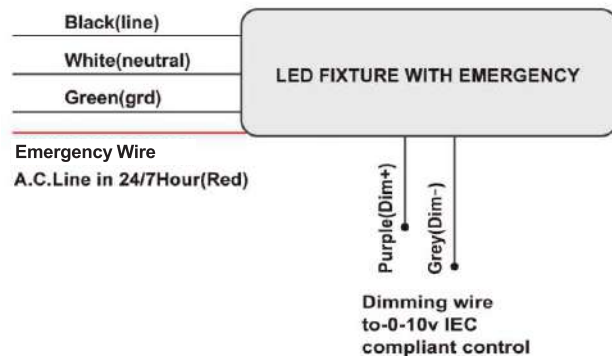 Black(line)
White(neutral)
Green(grd)
Emergency Wire
A.C.Line in 24/7Hour(Red)
LED FIXTURE WITH EMERGENCY
Purple(Dim+)
Grey(Dim-)
Dimming wire
to-0-10v IEC
compliant control